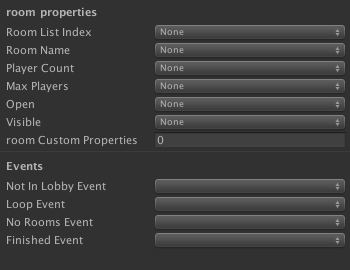 room properties
Room List Index None
Room Name None
Player Count None
Max Players None
Open None
Visible None
room Custom Properties 0
Events
Not In Lobby Event
Loop Event
No Rooms Event
Finished Event